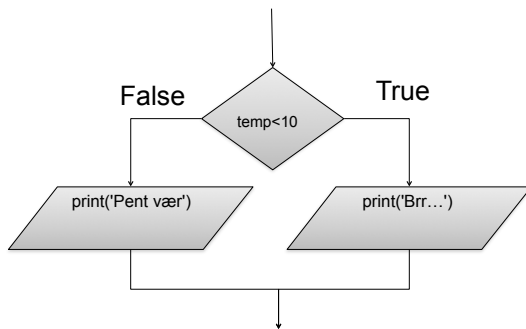 False
True
temp<10
print('Pent vær')
print('Brr…')